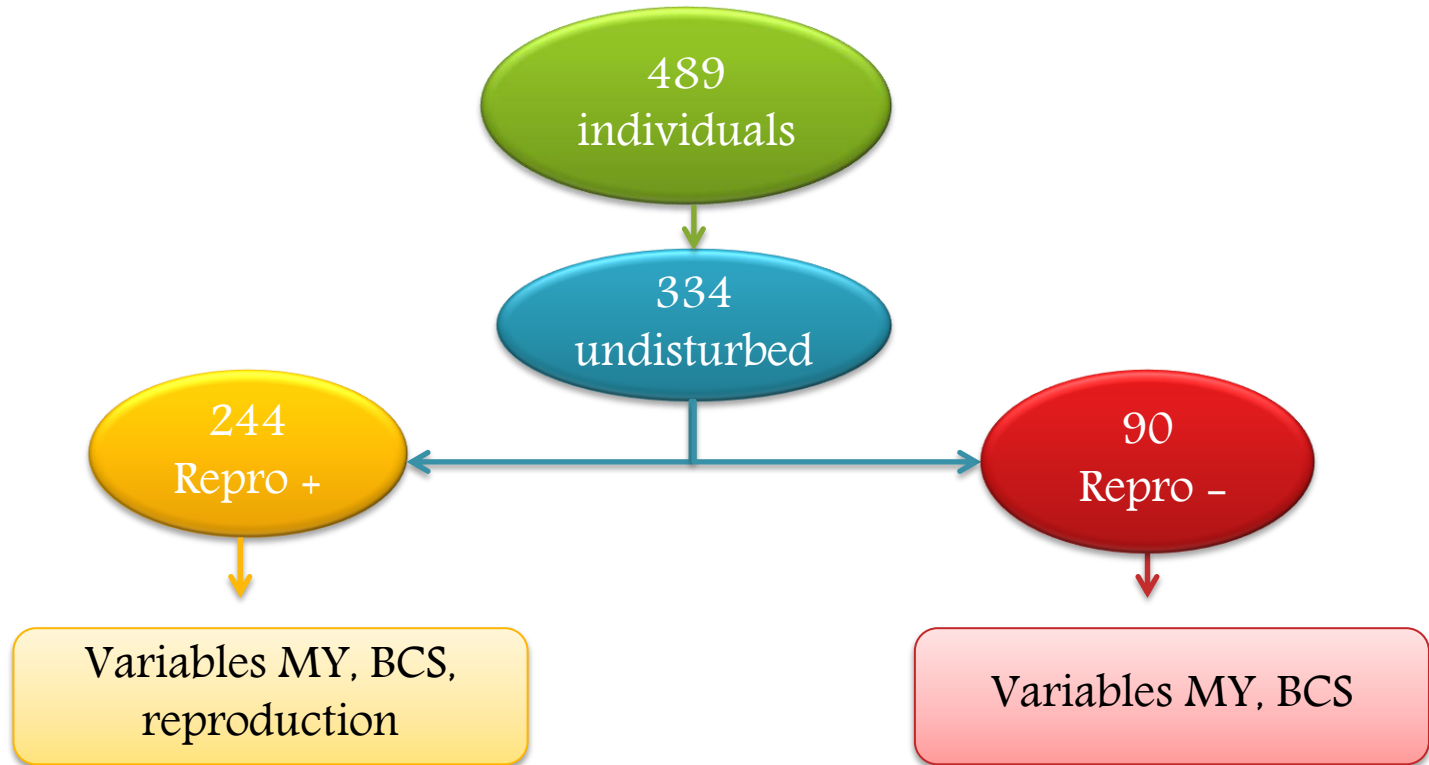 489
individuals
334
undisturbed
244
Repro +
90
Repro –
Variables MY, BCS,
reproduction
Variables MY, BCS